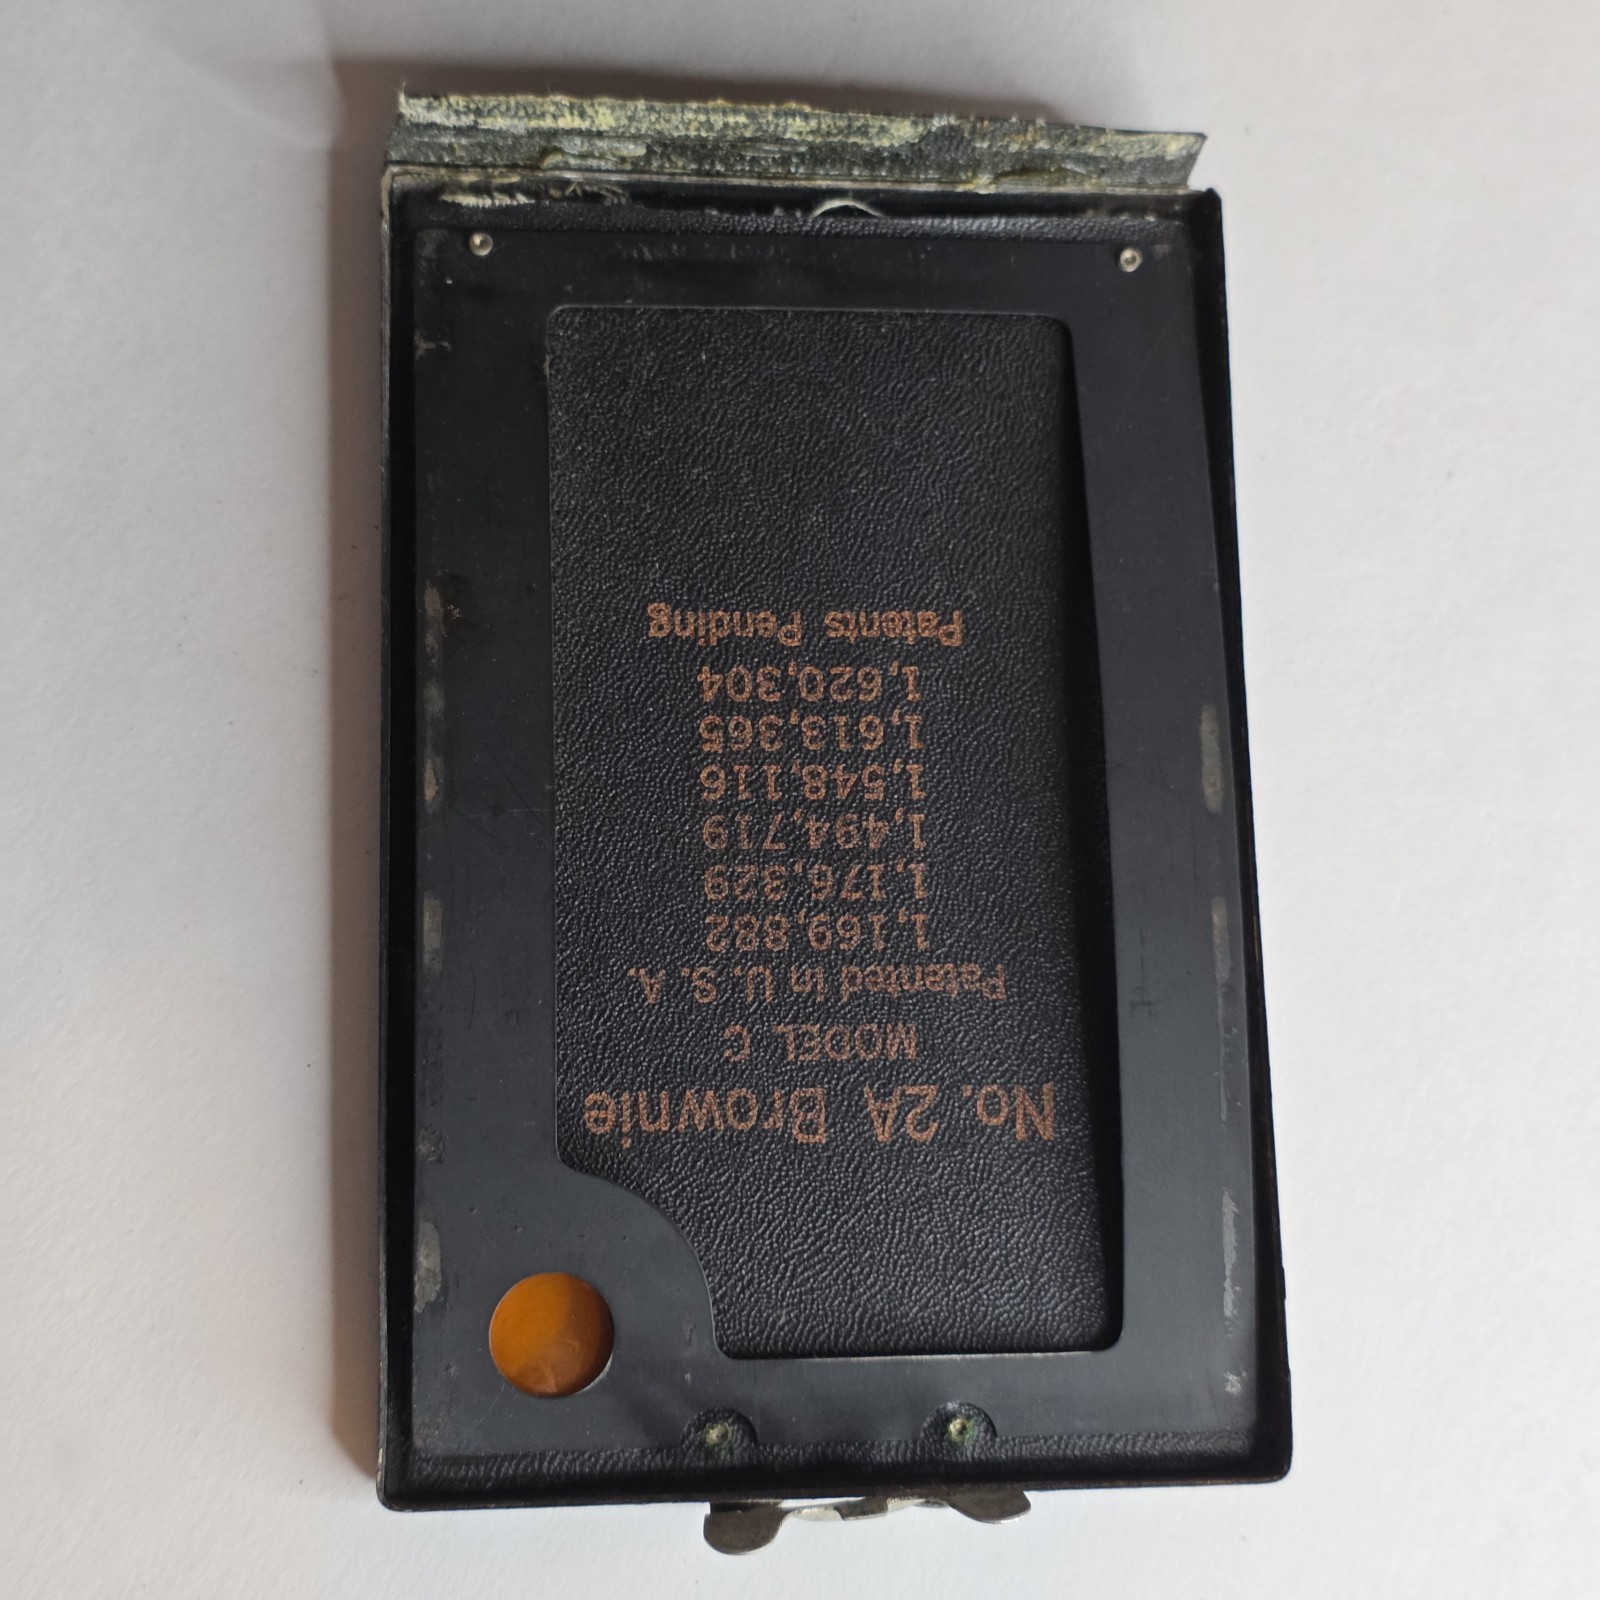 No. 2A Brownie
MODEL C
Patented in U. S. A.
1,169,882
1,176,329
1,494,719
1,548,116
1,613,365
1,620,304
Patents Pending